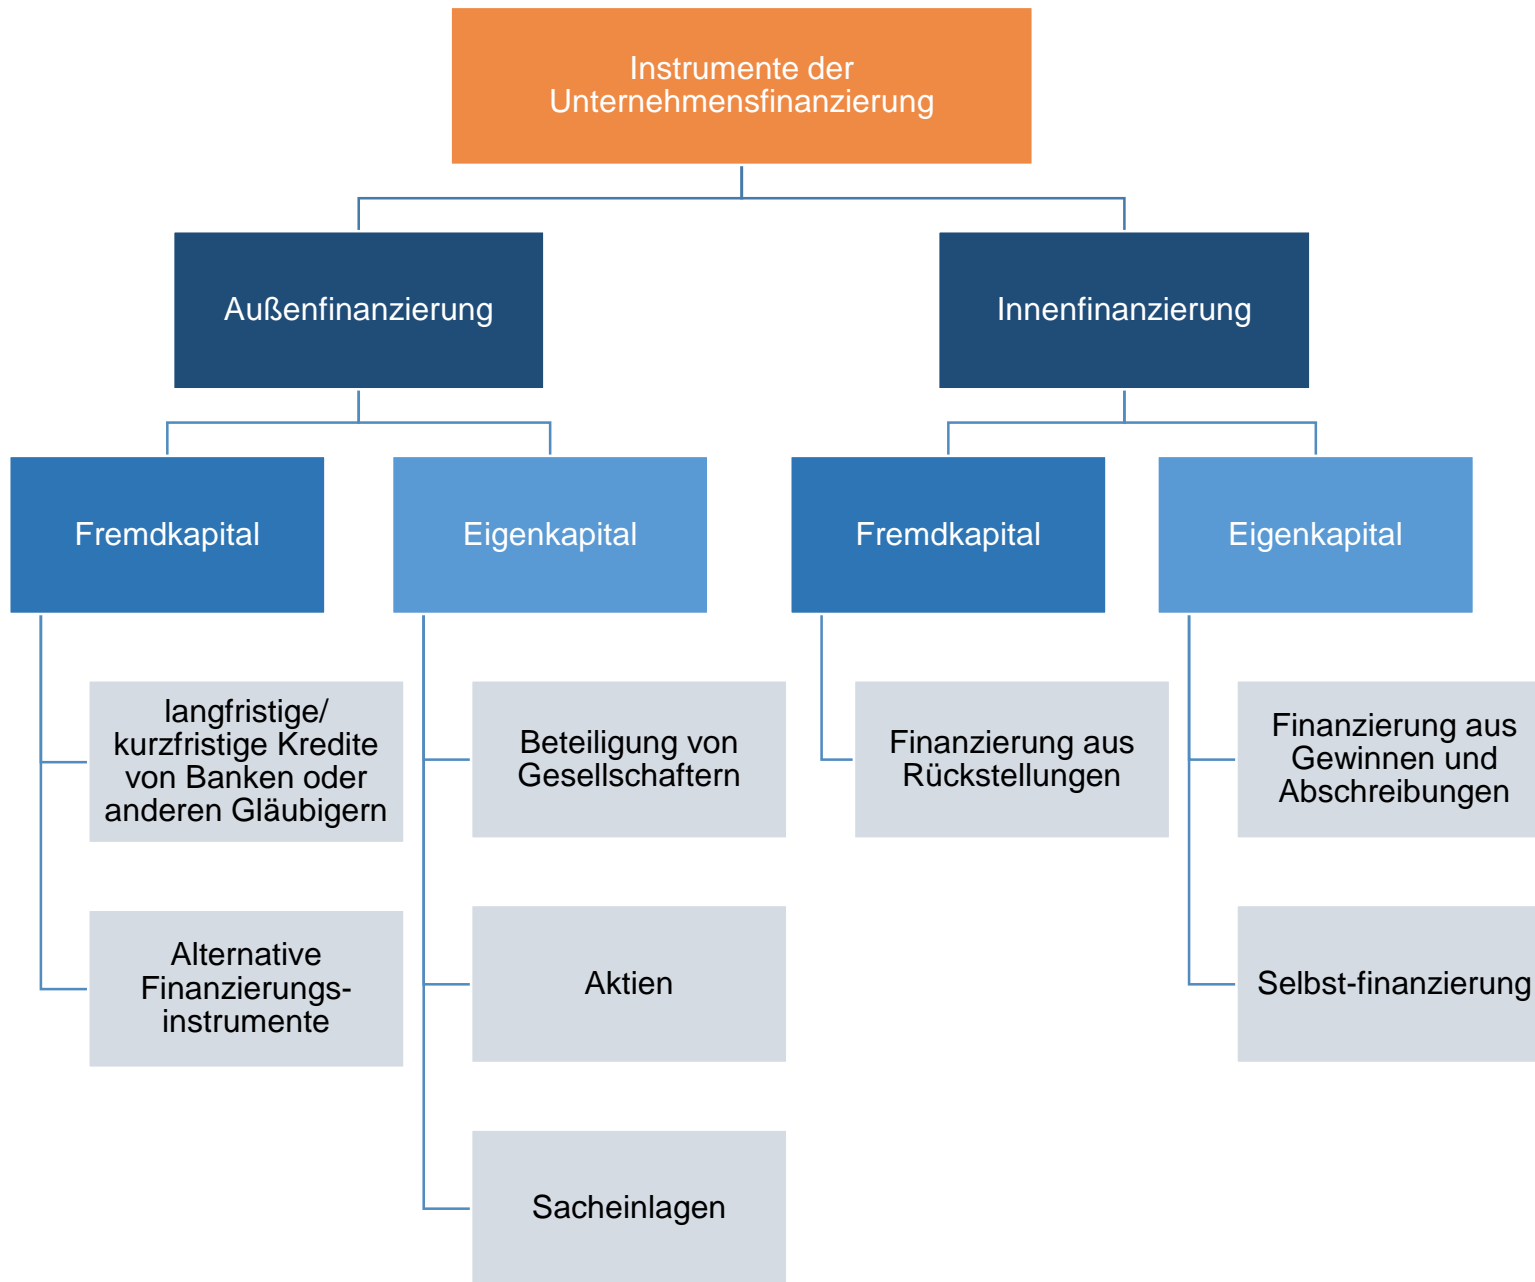 Instrumente der
Unternehmensfinanzierung
Außenfinanzierung
Innenfinanzierung
Fremdkapital
Eigenkapital
Fremdkapital
Eigenkapital
langfristige/
kurzfristige Kredite
von Banken oder
anderen Gläubigern
Beteiligung von
Gesellschaftern
Finanzierung aus
Rückstellungen
Finanzierung aus
Gewinnen und
Abschreibungen
Alternative
Finanzierungs-
instrumente
Aktien
Selbst-finanzierung
Sacheinlagen